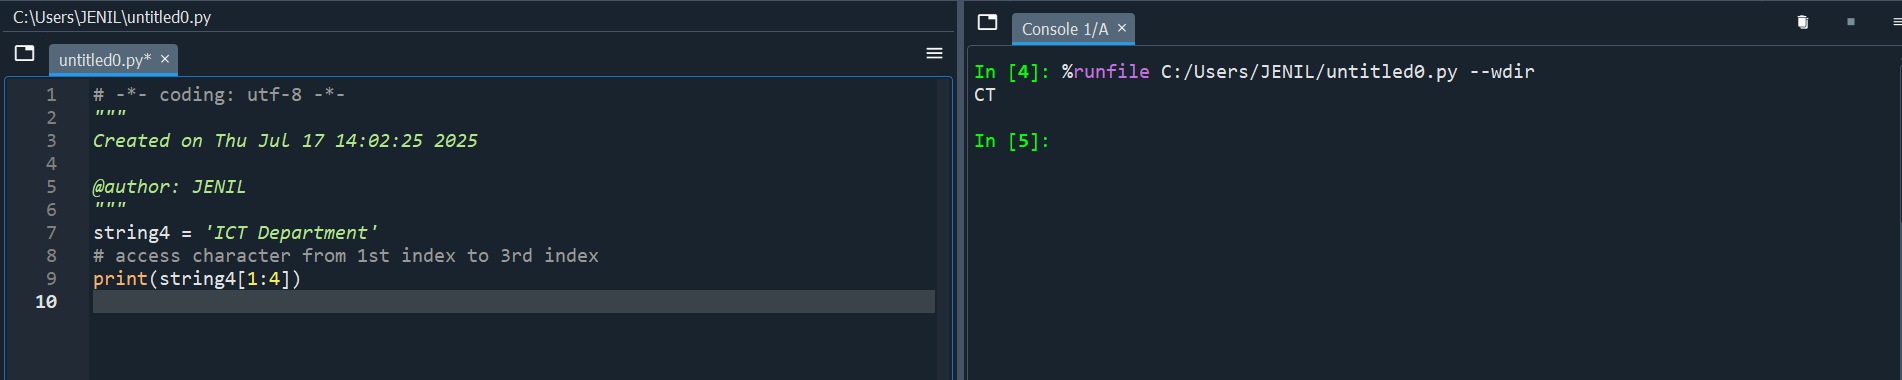 C:\Users\JENIL\untitled0.py
untitled0.py*
1 # -*- coding: utf-8 -*-
2 """
3 Created on Thu Jul 17 14:02:25 2025
4
5 @author: JENIL
6 """
7 string4 = 'ICT Department'
8 # access character from 1st index to 3rd index
9 print(string4[1:4])
10
Console 1/A
In [4]: %runfile C:/Users/JENIL/untitled0.py --wdir
CT
In [5]: